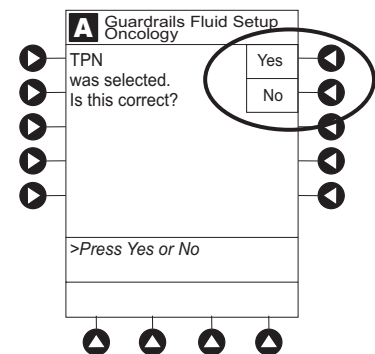 A Guardrails Fluid Setup
Oncology
TPN
was selected.
Is this correct?
Yes
No
>Press Yes or No